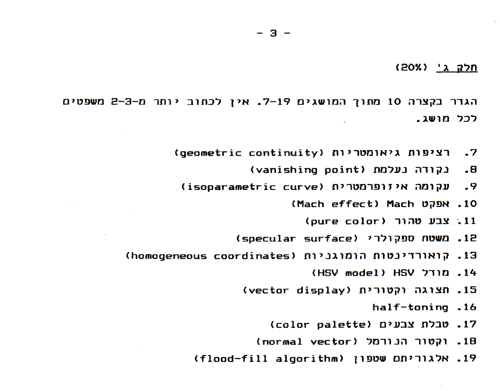 - 3 -
חלק ג' (20%)
הגדר בקצרה 10 מתוך המושגים 7-19. אין לכתוב יותר מ-2-3 משפטים
לכל מושג.
7. רציפות גיאומטריות (geometric continuity)
8. נקודה נעלמת (vanishing point)
9. עקומה איזופרמטרית (isoparametric curve)
10. אפקט Mach (Mach effect)
11. צבע טהור (pure color)
12. משטח ספקולרי (specular surface)
13. קואורדינטות הומוגניות (homogeneous coordinates)
14. מודל HSV (HSV model)
15. תצוגה וקטורית (vector display)
16. half-toning
17. טבלת צבעים (color palette)
18. וקטור הנורמל (normal vector)
19. אלגוריתם שטפון (flood-fill algorithm)